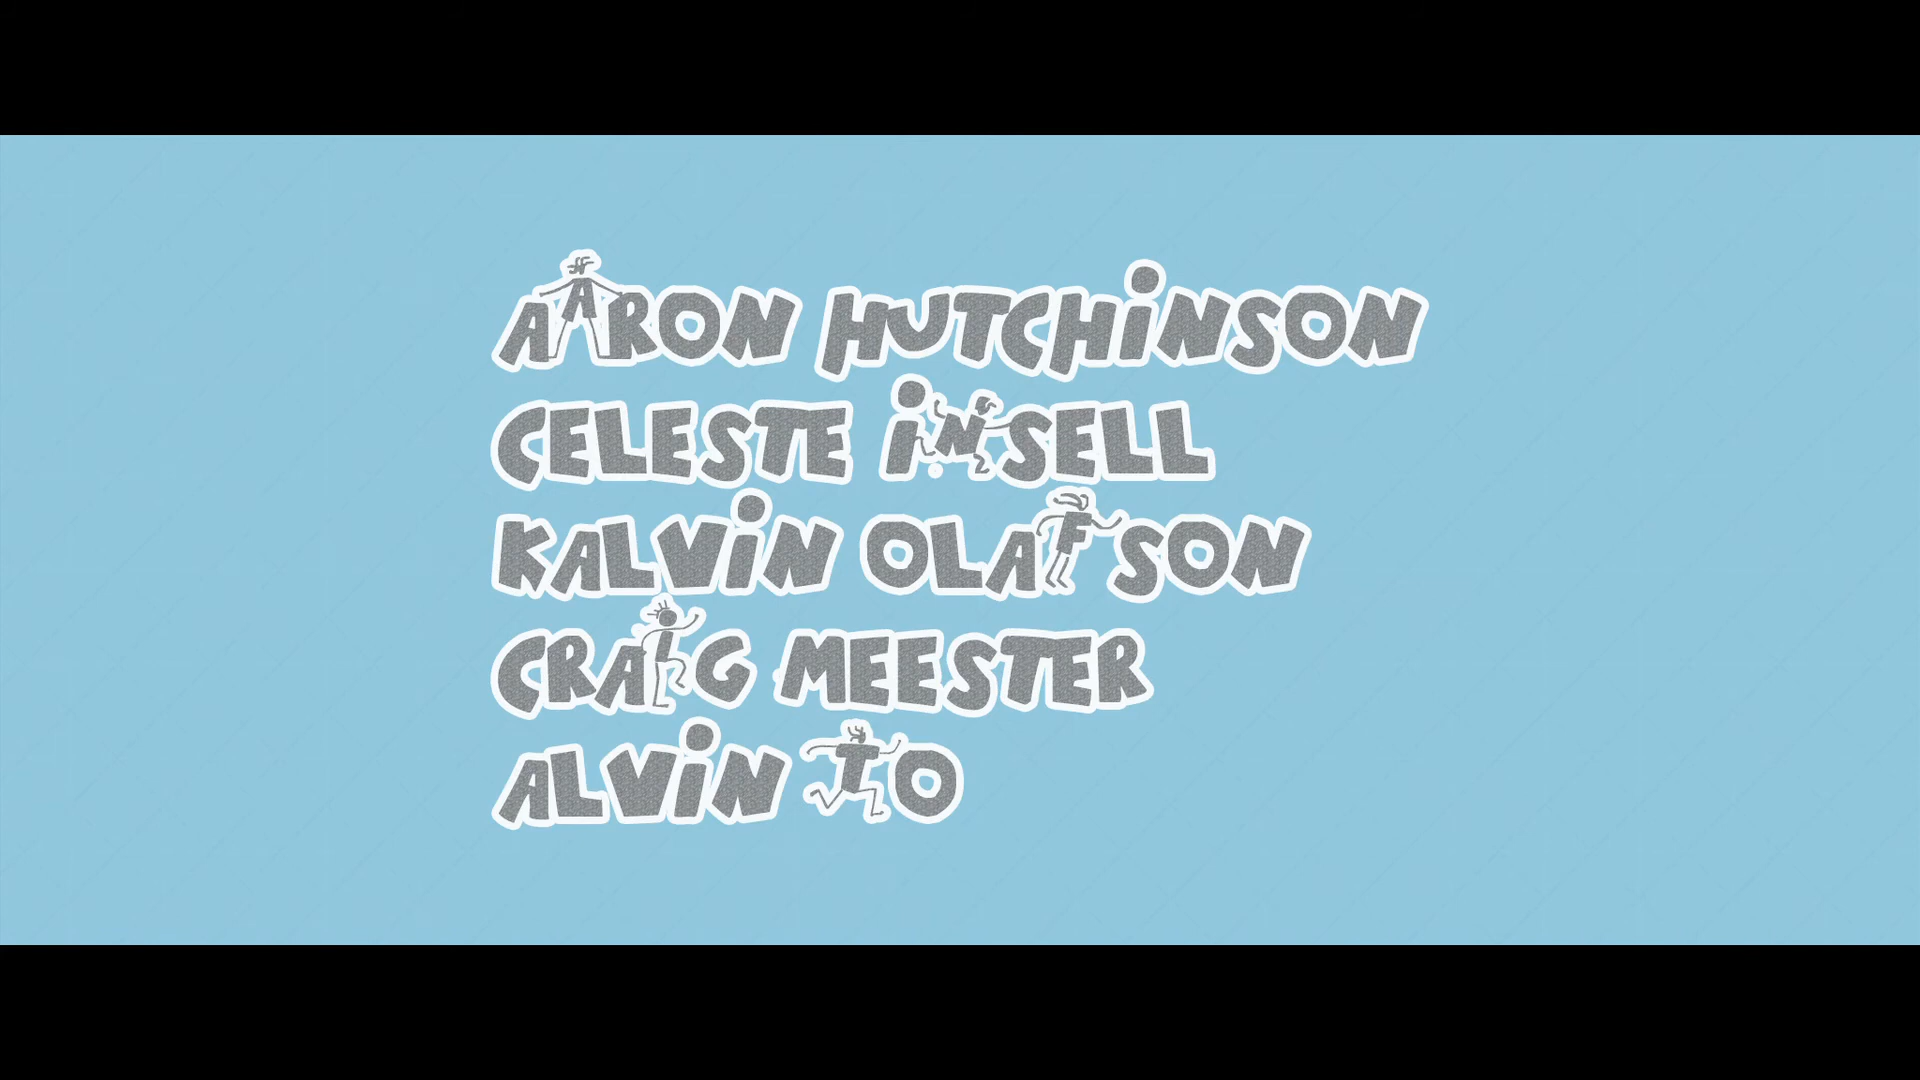 AARON HUTCHiNSON
CELESTE iNSELL
KALViN OLAFSON
CRAIG MEESTER
ALViN TO